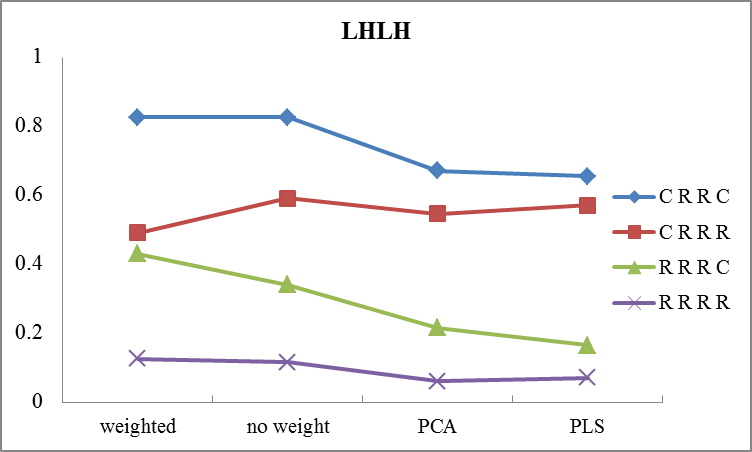 LHLH
1
0.8
0.6
0.4
0.2
0
weighted no weight PCA PLS
C R R C
C R R R
R R R C
R R R R